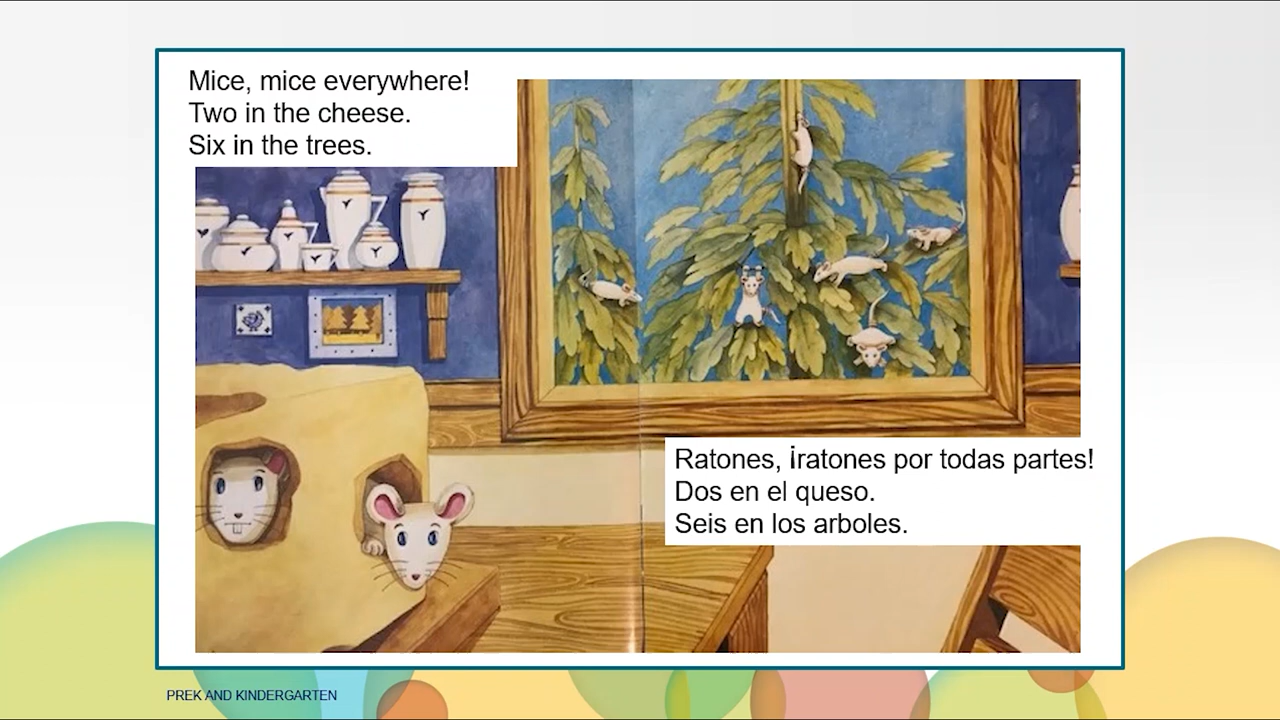 Mice, mice everywhere!
Two in the cheese.
Six in the trees.
Ratones, ¡ratones por todas partes!
Dos en el queso.
Seis en los arboles.
PREK AND KINDERGARTEN